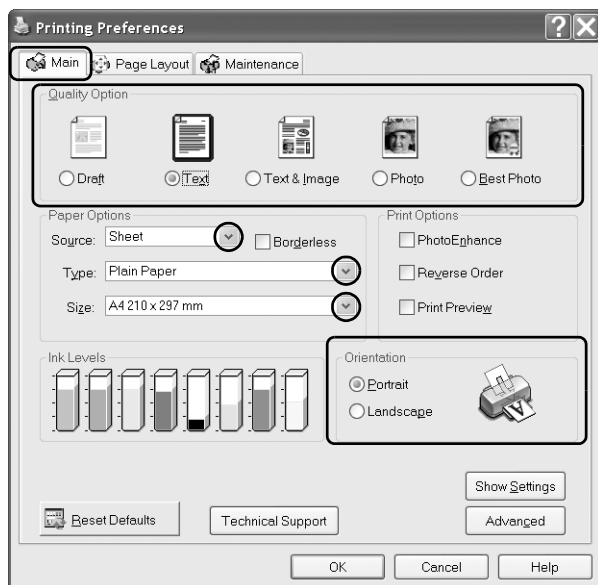 Printing Preferences
Main Page Layout Maintenance
Quality Option
Draft Text Text & Image Photo Best Photo
Paper Options
Source: Sheet Borderless
Type: Plain Paper
Size: A4 210 x 297 mm
Print Options
PhotoEnhance
Reverse Order
Print Preview
Ink Levels
Orientation
Portrait
Landscape
A
Show Settings
Reset Defaults Technical Support Advanced
OK Cancel Help